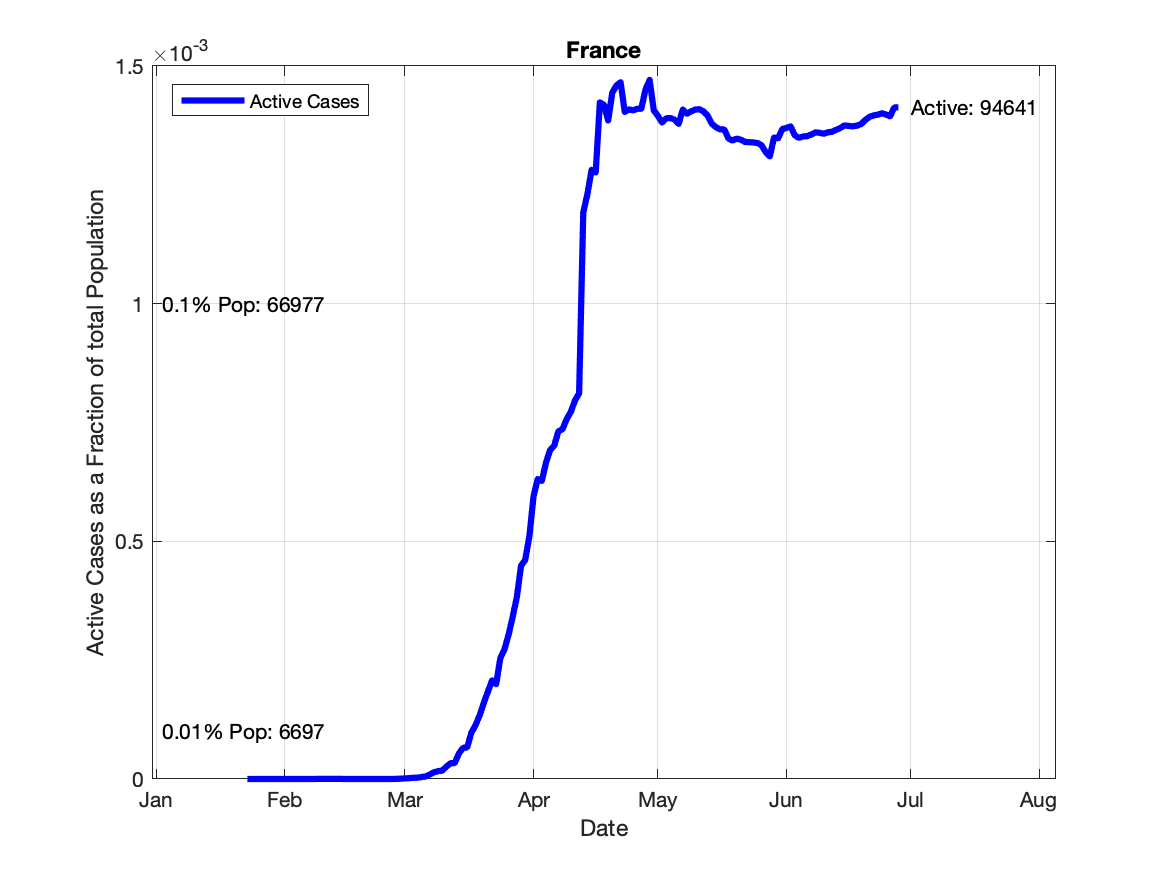 France
×10-3
1.5
1
0.5
0
Active Cases
Active: 94641
0.1% Pop: 66977
0.01% Pop: 6697
Active Cases as a Fraction of total Population
Jan Feb Mar Apr May Jun Jul Aug
Date